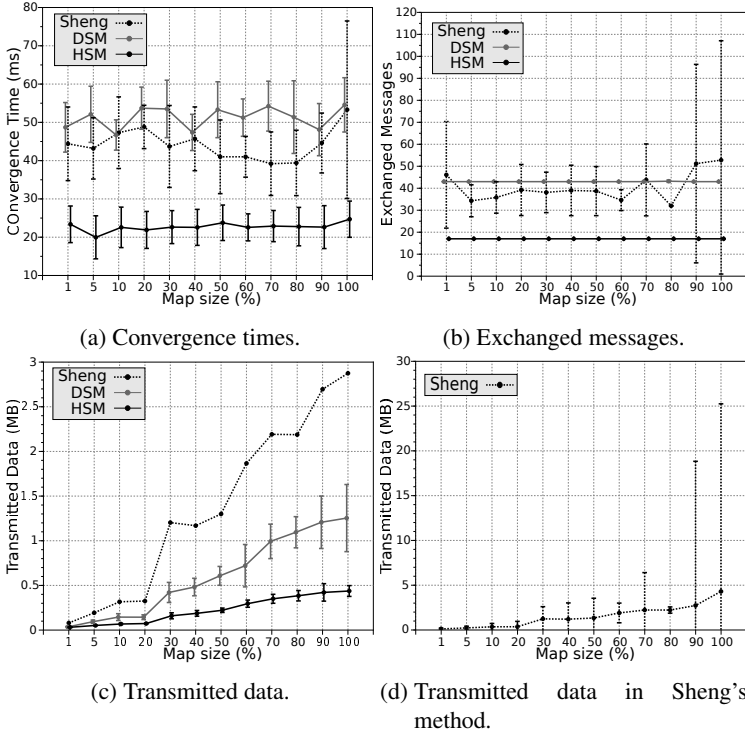 80
70
60
50
40
30
20
10
COnvergence Time (ms)
Sheng
DSM
HSM
1 5 10 20 30 40 50 60 70 80 90 100
Map size (%)
(a) Convergence times.
120
110
100
90
80
70
60
50
40
30
20
10
0
Exchanged Messages
Sheng
DSM
HSM
1 5 10 20 30 40 50 60 70 80 90 100
Map size (%)
(b) Exchanged messages.
3
2.5
2
1.5
1
0.5
0
Transmitted Data (MB)
Sheng
DSM
HSM
1 5 10 20 30 40 50 60 70 80 90 100
Map size (%)
(c) Transmitted data.
30
25
20
15
10
5
0
Transmitted Data (MB)
Sheng
1 5 10 20 30 40 50 60 70 80 90 100
Map size (%)
(d) Transmitted data in Sheng's
method.